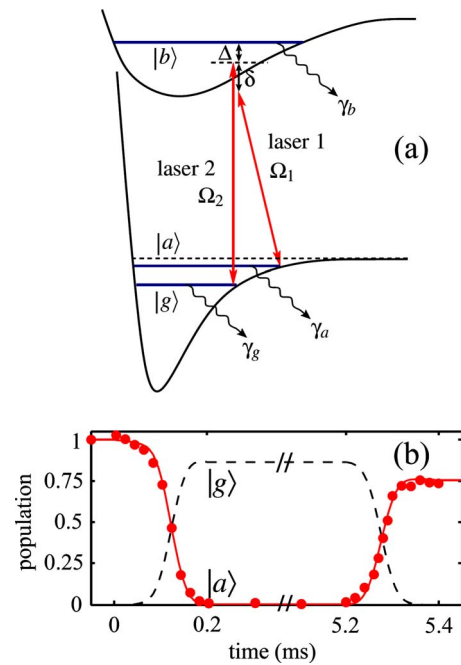 |b⟩
Δ
δ
γb
laser 1
Ω1
(a)
laser 2
Ω2
|a⟩
|g⟩
γa
γg
(b)
population
1
0.75
0.5
0.25
0
|g⟩
|a⟩
0
0.2
5.2
5.4
time (ms)